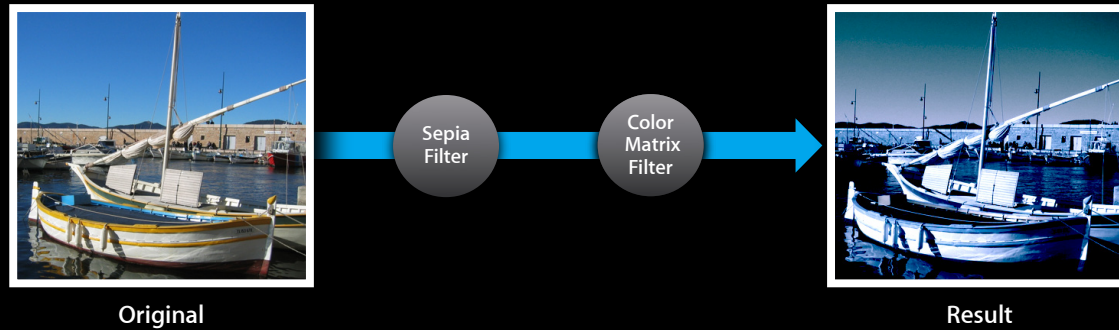 Sepia
Filter
Color
Matrix
Filter
Original
Result